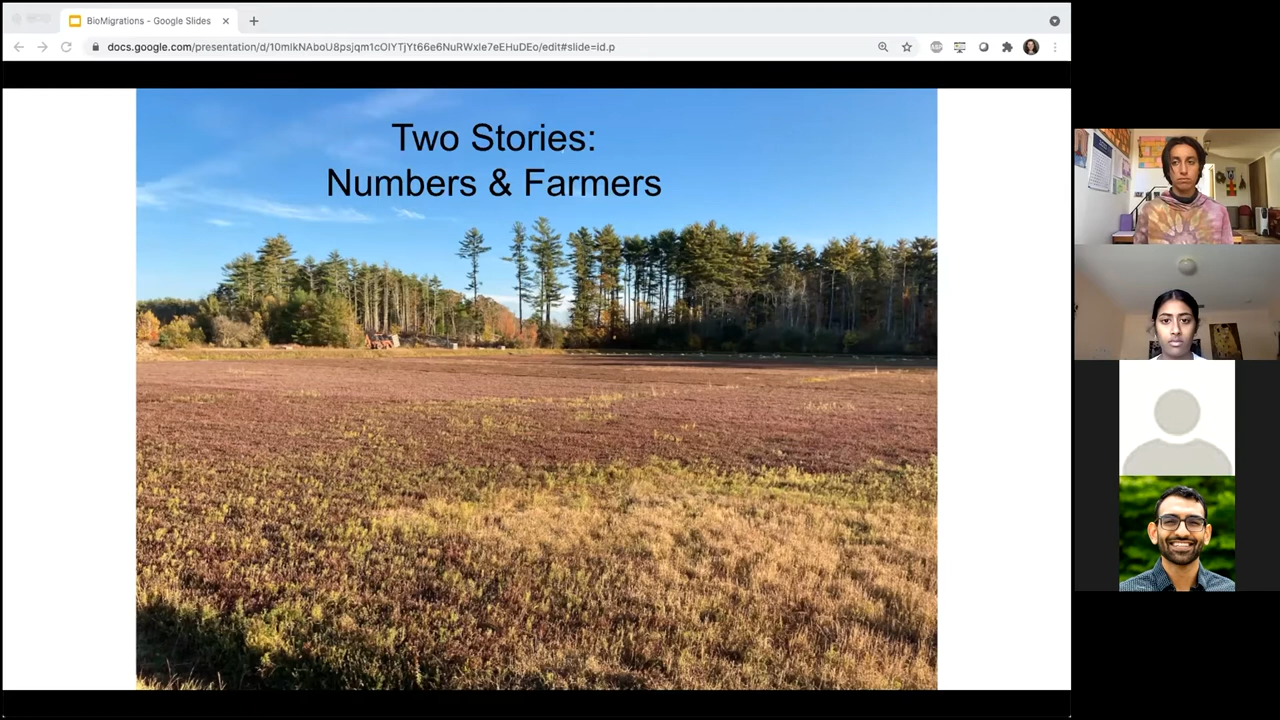 BioMigrations - Google Slides
docs.google.com/presentation/d/10mlkNAboU8psjqm1cOIYTjYt66e6NuRWxle7eEHuDEo/edit#slide=id.p
Two Stories:
Numbers & Farmers